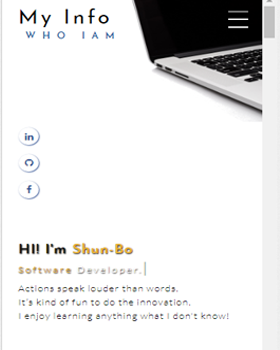 My Info
WHO IAM
in
f
HI! I'm Shun-Bo
Software Developer.
Actions speak louder than words.
It's kind of fun to do the innovation,
I enjoy learning anything what I don't know!